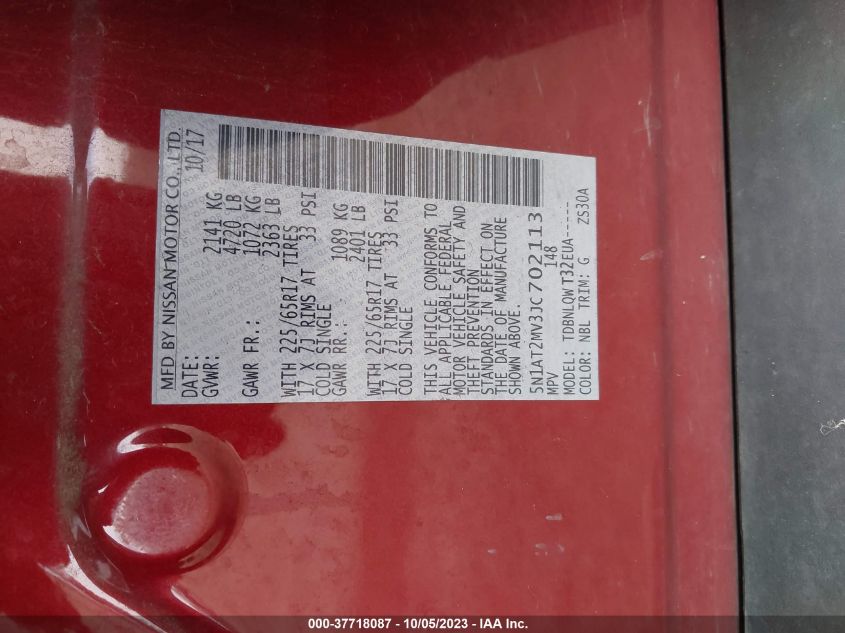 MFD BY NISSAN MOTOR CO., LTD.
DATE: 10/17
GVWR: 2141 KG
4720 LB
GAWR FR.: 1072 KG
2363 LB
WITH 225/65R17 TIRES
17 X 7J RIMS AT 33 PSI
COLD SINGLE
GAWR RR.: 1089 KG
2401 LB
WITH 225/65R17 TIRES
17 X 7J RIMS AT 33 PSI
COLD SINGLE
THIS VEHICLE CONFORMS TO
ALL APPLICABLE FEDERAL
MOTOR VEHICLE SAFETY AND
THEFT PREVENTION
STANDARDS IN EFFECT ON
THE DATE OF MANUFACTURE
SHOWN ABOVE.
5N1AT2MV3JC702113
MPV 148
MODEL: TDBNLQWT32EUA-----
COLOR: NBL TRIM: G ZS30A
000-37718087 - 10/05/2023 - IAA Inc.